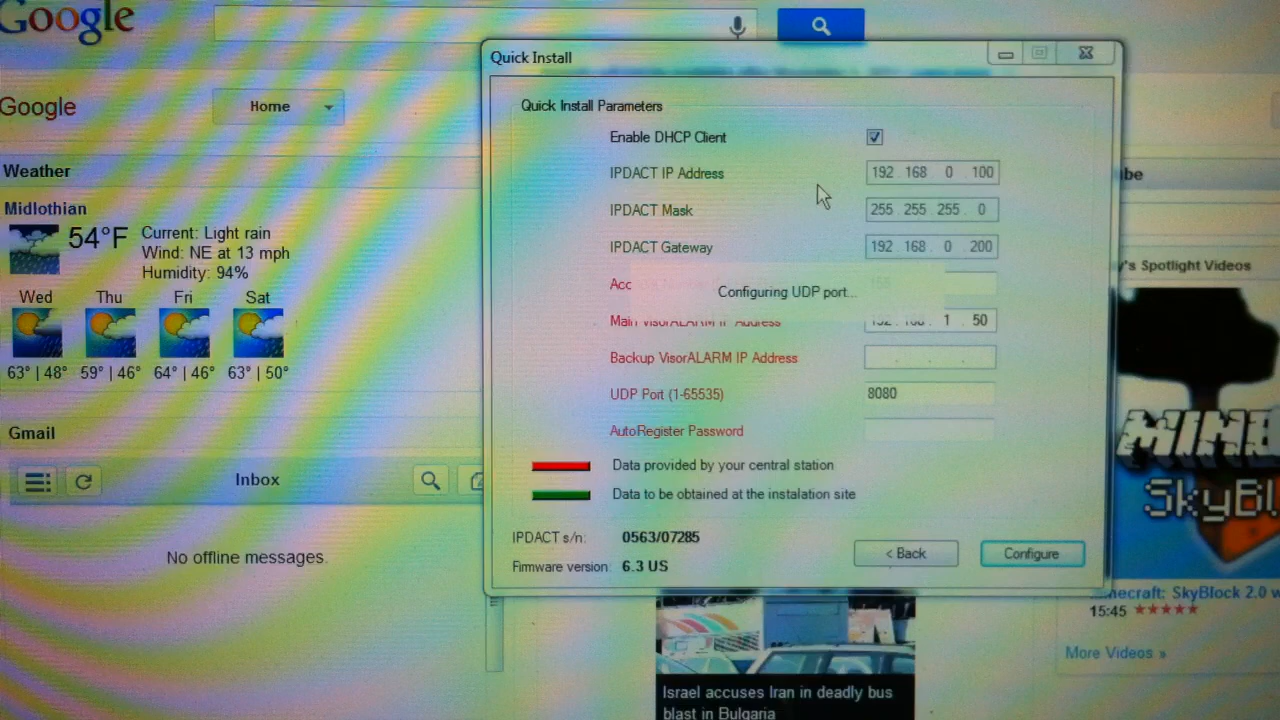 Google
Google
Home
Weather
Midlothian
54°F
Current: Light rain
Wind: NE at 13 mph
Humidity: 94%
Wed Thu Fri Sat
63° | 48° 59° | 46° 64° | 46° 63° | 50°
Gmail
Inbox
No offline messages.
Quick Install
Quick Install Parameters
Enable DHCP Client
IPDACT IP Address 192 . 168 . 0 . 100
IPDACT Mask 255 . 255 . 255 . 0
IPDACT Gateway 192 . 168 . 0 . 200
Acc
Configuring UDP port...
Main VisorALARM IP Address 192 . 168 . 1 . 50
Backup VisorALARM IP Address . . .
UDP Port (1-65535) 8080
AutoRegister Password
Data provided by your central station
Data to be obtained at the instalation site
IPDACT s/n: 0563/07285
Firmware version: 6.3 US
< Back Configure
be
y's Spotlight Videos
MINE
SkyBl
Minecraft: SkyBlock 2.0 w
15:45 ★★★★★
More Videos »
Israel accuses Iran in deadly bus
blast in Bulgaria